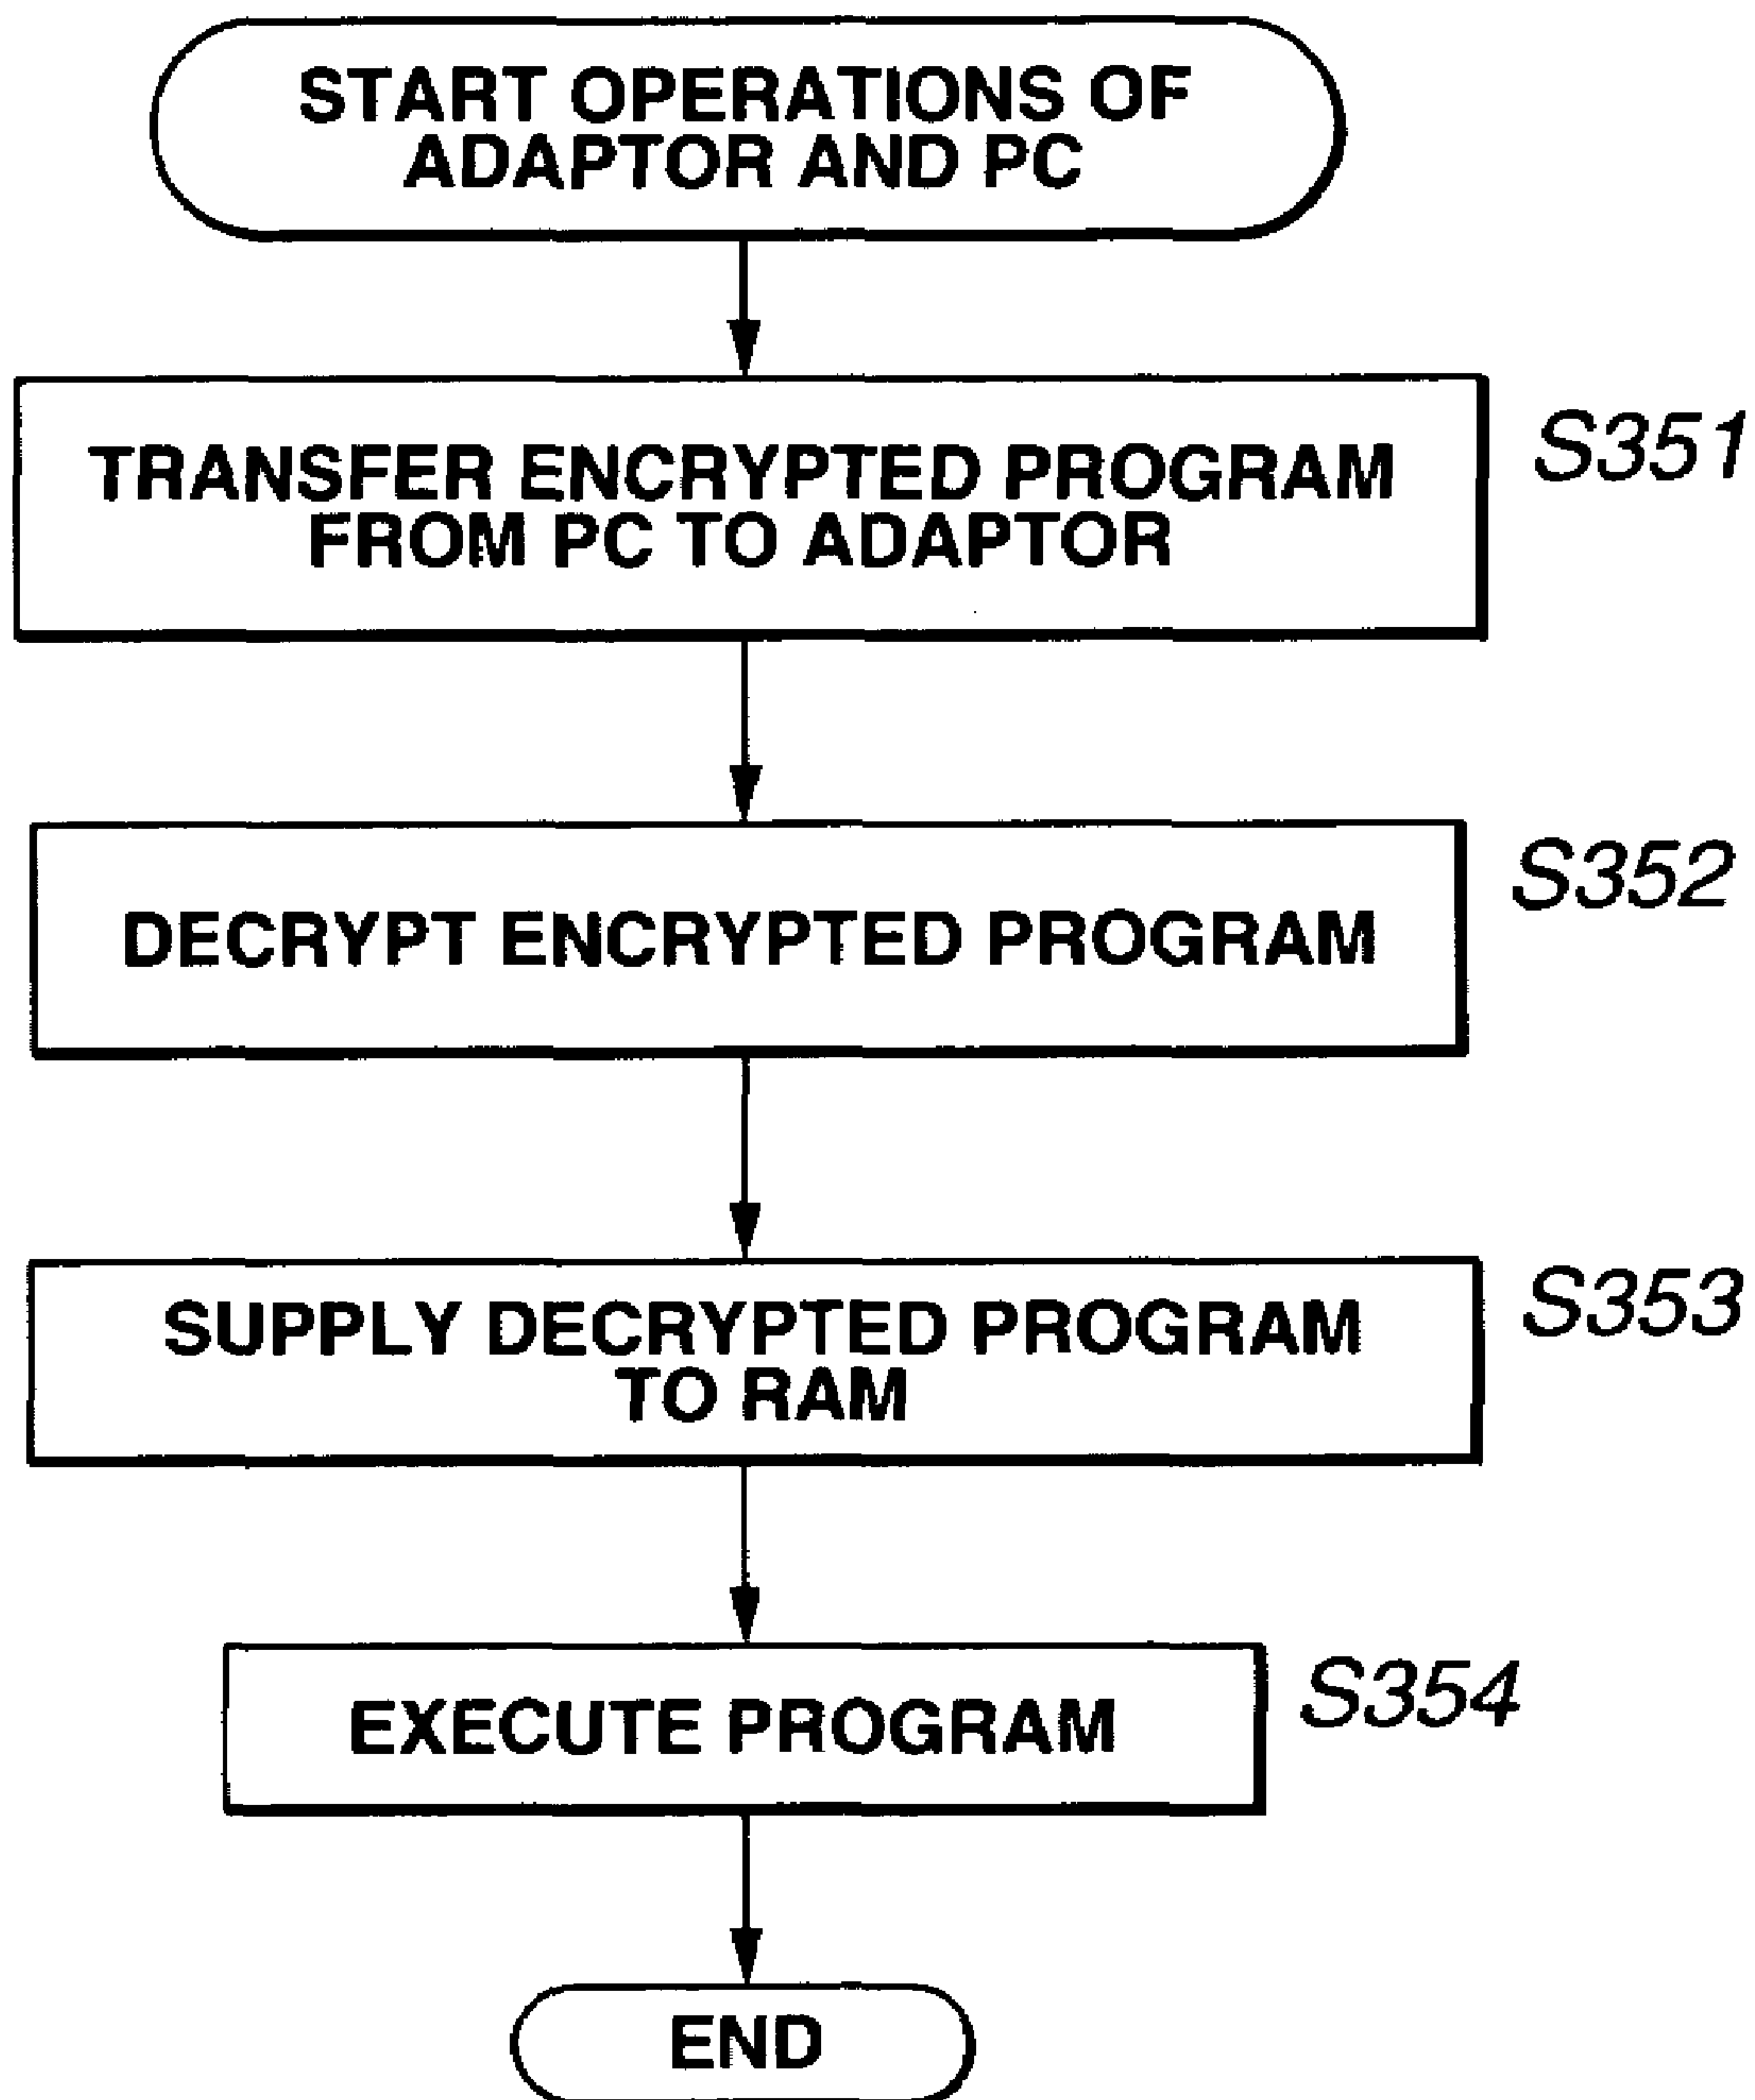 START OPERATIONS OF
ADAPTOR AND PC
TRANSFER ENCRYPTED PROGRAM
FROM PC TO ADAPTOR
S351
DECRYPT ENCRYPTED PROGRAM
S352
SUPPLY DECRYPTED PROGRAM
TO RAM
S353
EXECUTE PROGRAM
S354
END